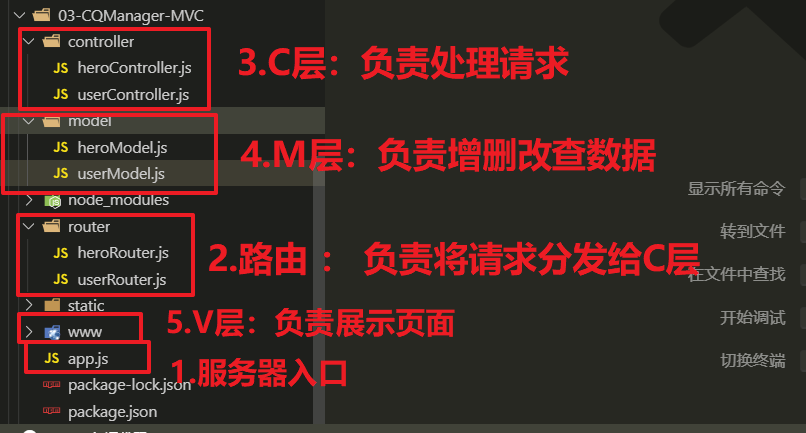 03-CQManager-MVC
controller
JS heroController.js
JS userController.js
3.C层：负责处理请求
model
JS heroModel.js
JS userModel.js
4.M层：负责增删改查数据
node_modules
显示所有命令
router
JS heroRouter.js
JS userRouter.js
转到文件
2.路由： 负责将请求分发给C层
在文件中查找
static
www
5.V层：负责展示页面
开始调试
JS app.js
1.服务器入口
切换终端
package-lock.json
package.json